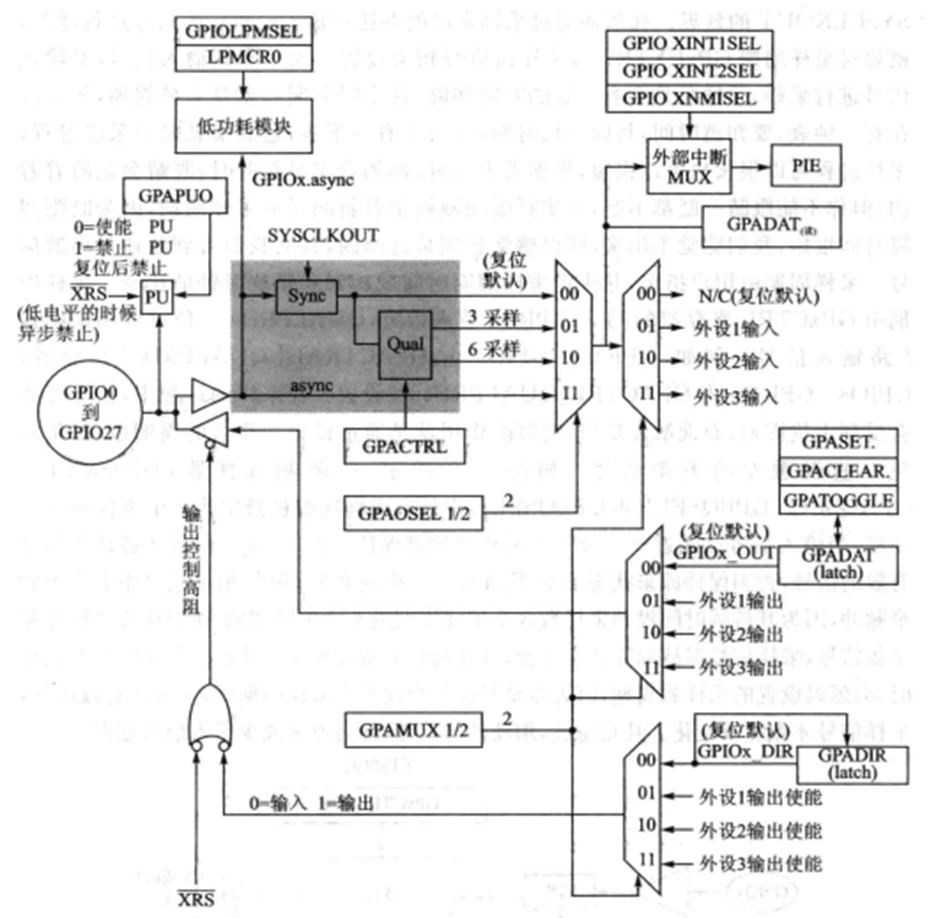 GPIOLPMSEL
LPMCR0
低功耗模块
GPIOx.async
SYSCLKOUT
GPAPUO
0=使能 PU
1=禁止, PU
复位后禁止
XRS
PU
(低电平的时候
异步禁止)
GPIO0
到
GPIO27
Sync
Qual
async
GPACTRL
(复位
默认)
3 采样
6 采样
00
01
10
11
GPIO XINT1SEL
GPIO XINT2SEL
GPIO XNMISEL
外部中断
MUX
PIE
GPADAT(读)
00
01
10
11
N/C(复位默认)
外设1输入
外设2输入
外设3输入
GPAOSEL 1/2
2
GPASET.
GPACLEAR.
GPATOGGLE
GPADAT
(latch)
(复位默认)
GPIOx_OUT
00
01
10
11
外设1输出
外设2输出
外设3输出
输出控制高阻
GPAMUX 1/2
2
(复位默认)
GPIOx_DIR
GPADIR
(latch)
00
01
10
11
外设1输出使能
外设2输出使能
外设3输出使能
0=输入 1=输出
XRS